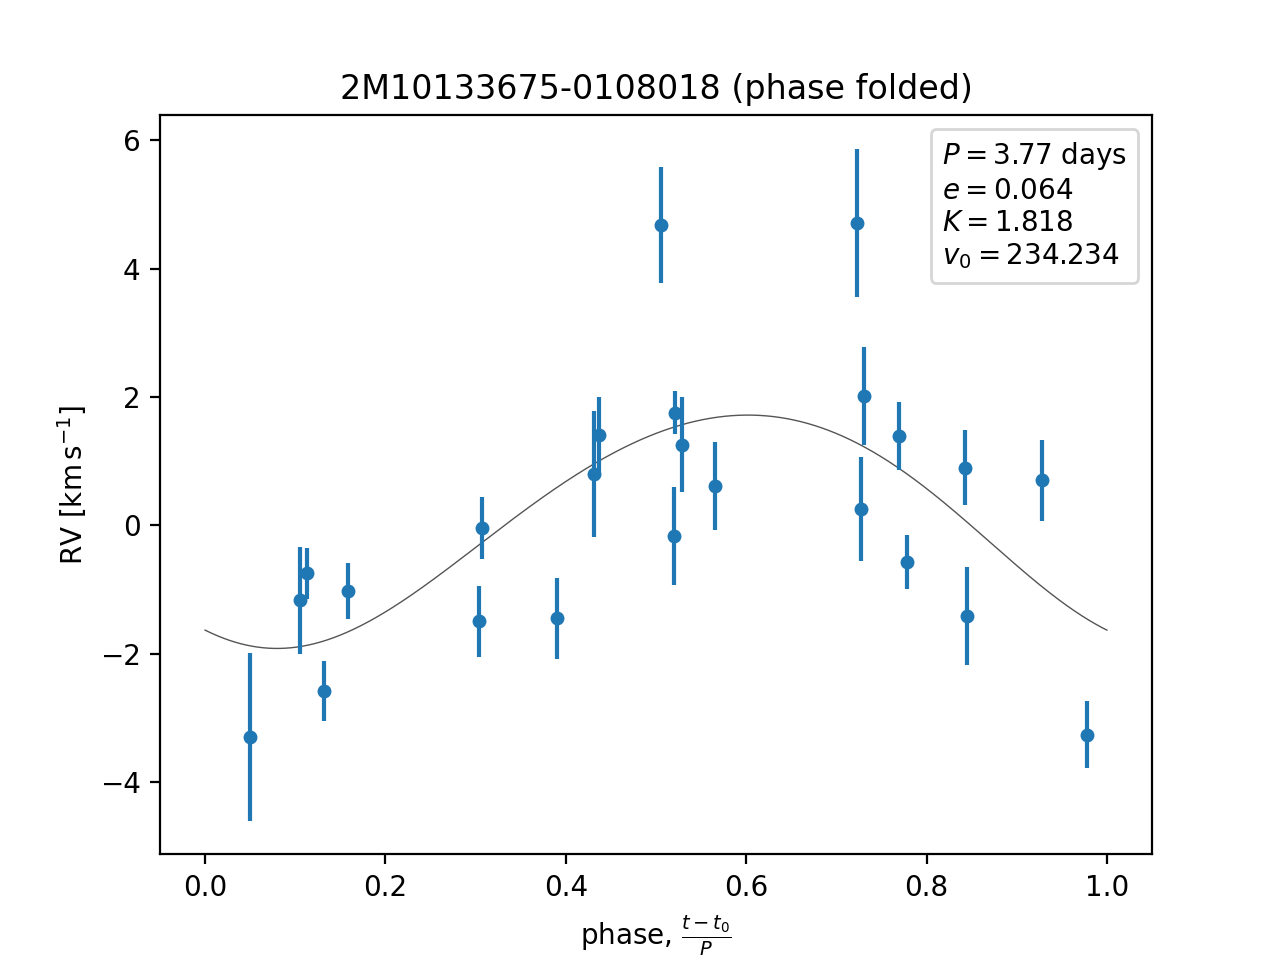 2M10133675-0108018 (phase folded)
P = 3.77 days
e = 0.064
K = 1.818
v₀ = 234.234
RV [km s⁻¹]
6
4
2
0
−2
−4
0.0 0.2 0.4 0.6 0.8 1.0
phase, (t − t₀)/P